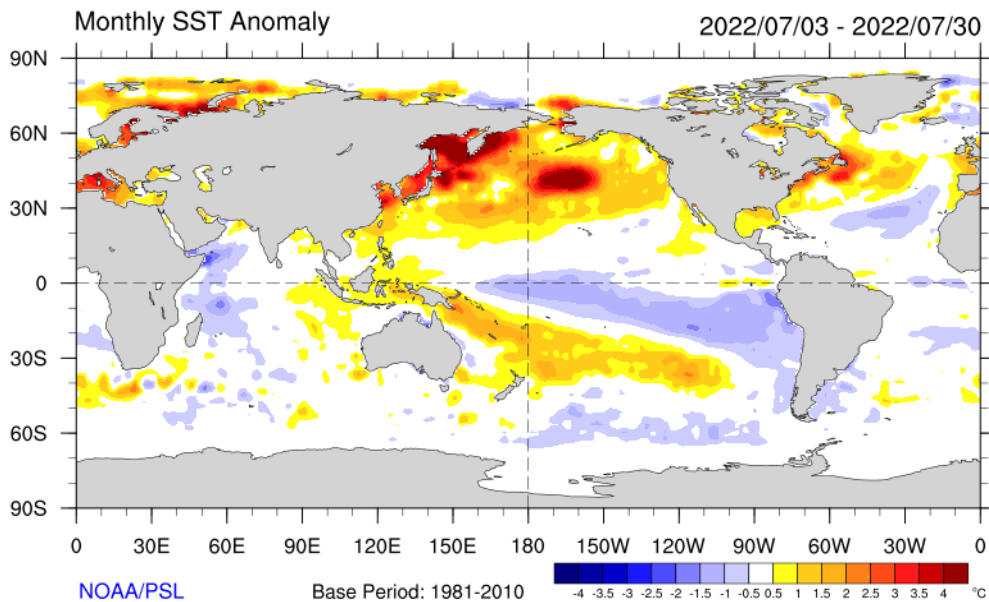 Monthly SST Anomaly 2022/07/03 - 2022/07/30
90N
60N
30N
0
30S
60S
90S
0 30E 60E 90E 120E 150E 180 150W 120W 90W 60W 30W 0
NOAA/PSL Base Period: 1981-2010
-4 -3.5 -3 -2.5 -2 -1.5 -1 -0.5 0.5 1 1.5 2 2.5 3 3.5 4 °C